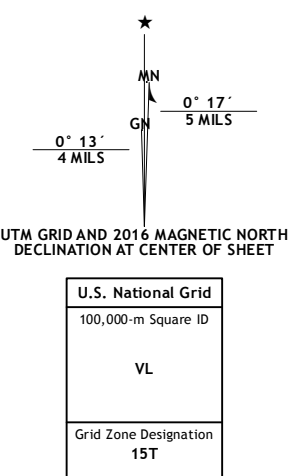 ★
MN
0° 17´
5 MILS
GN
0° 13´
4 MILS
UTM GRID AND 2016 MAGNETIC NORTH
DECLINATION AT CENTER OF SHEET
U.S. National Grid
100,000-m Square ID
VL
Grid Zone Designation
15T